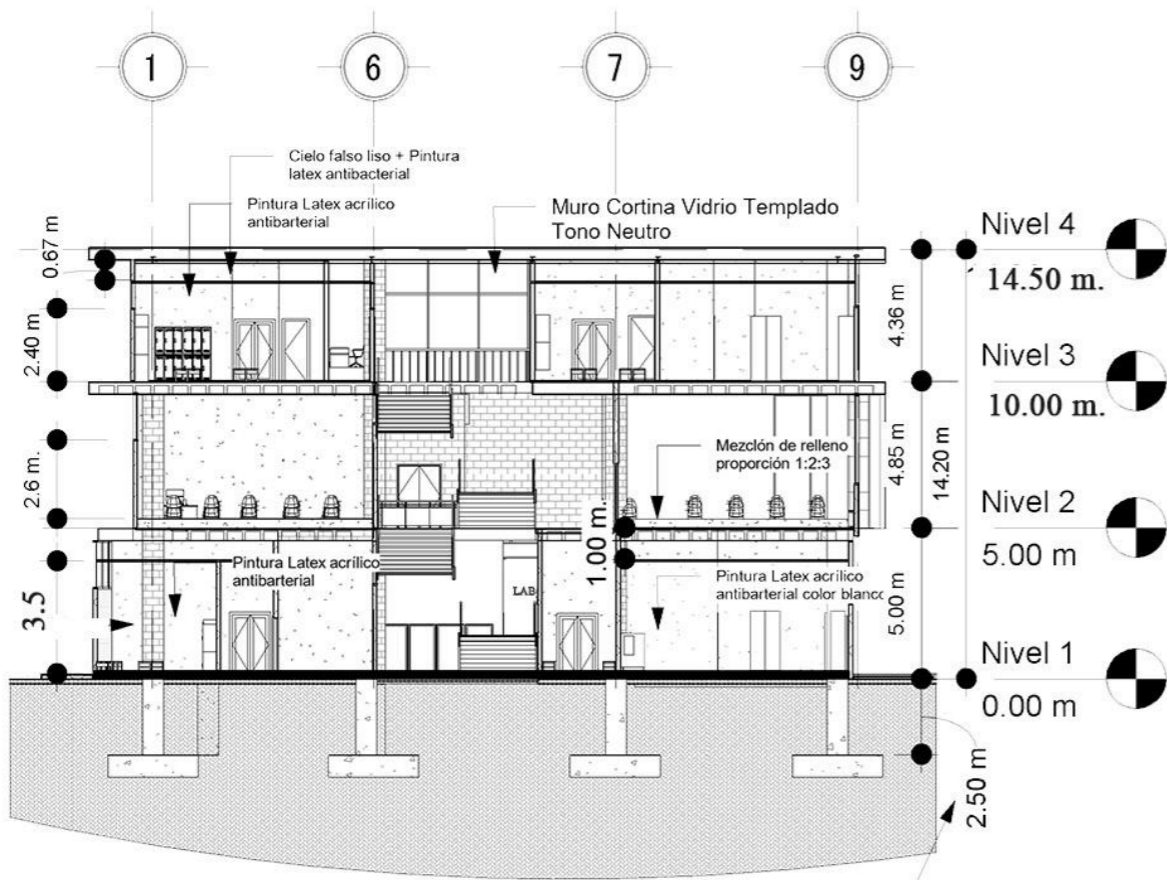 1
6
7
9
Cielo falso liso + Pintura
latex antibacterial
Pintura Latex acrílico
antibarterial
Muro Cortina Vidrio Templado
Tono Neutro
0.67 m
2.40 m
2.6 m.
3.5
Nivel 4
14.50 m.
4.36 m
Nivel 3
10.00 m.
Mezclón de relleno
proporción 1:2:3
4.85 m
14.20 m
Nivel 2
5.00 m
1.00 m.
Pintura Latex acrílico
antibarterial
LAB
Pintura Latex acrílico
antibarterial color blanco
5.00 m
Nivel 1
0.00 m
2.50 m